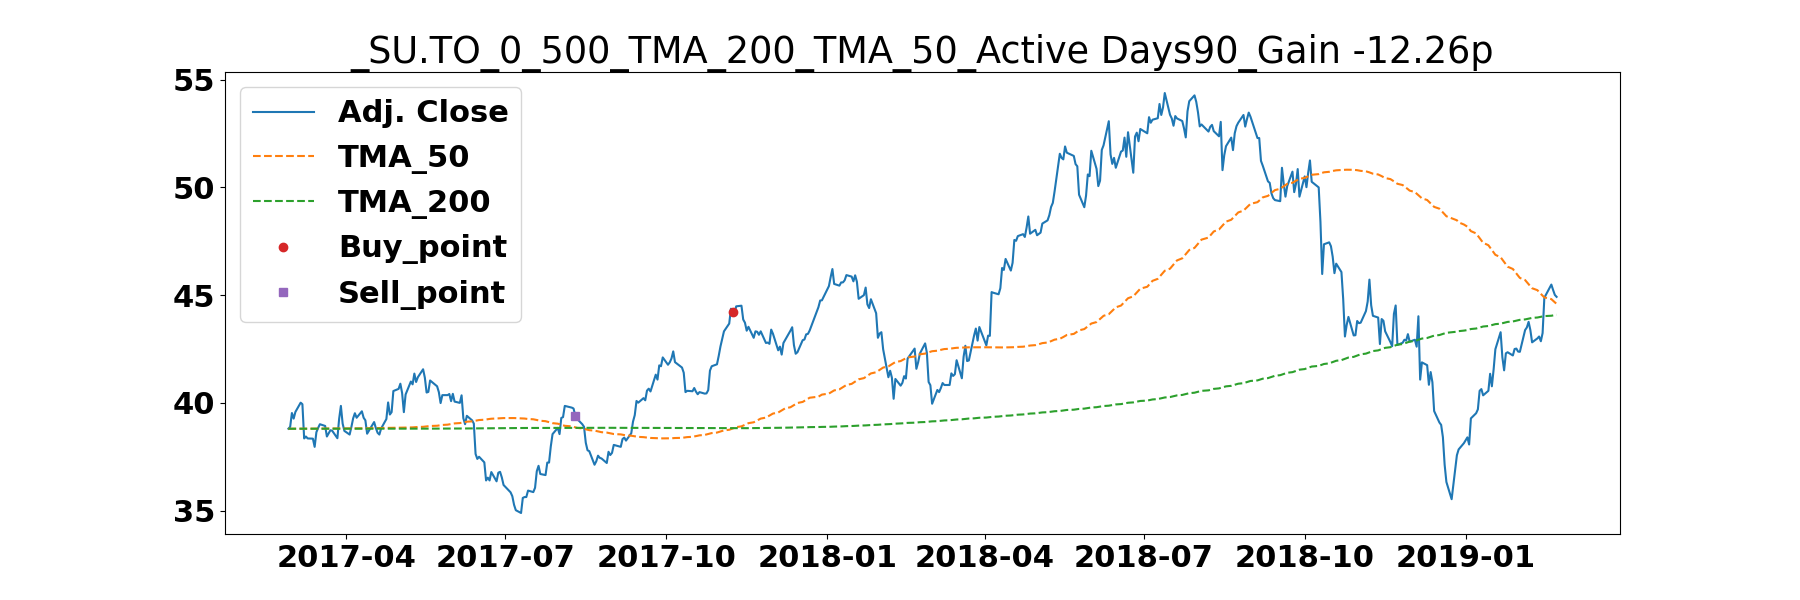 _SU.TO_0_500_TMA_200_TMA_50_Active Days90_Gain -12.26p
55
50
45
40
35
Adj. Close
TMA_50
TMA_200
Buy_point
Sell_point
2017-04 2017-07 2017-10 2018-01 2018-04 2018-07 2018-10 2019-01